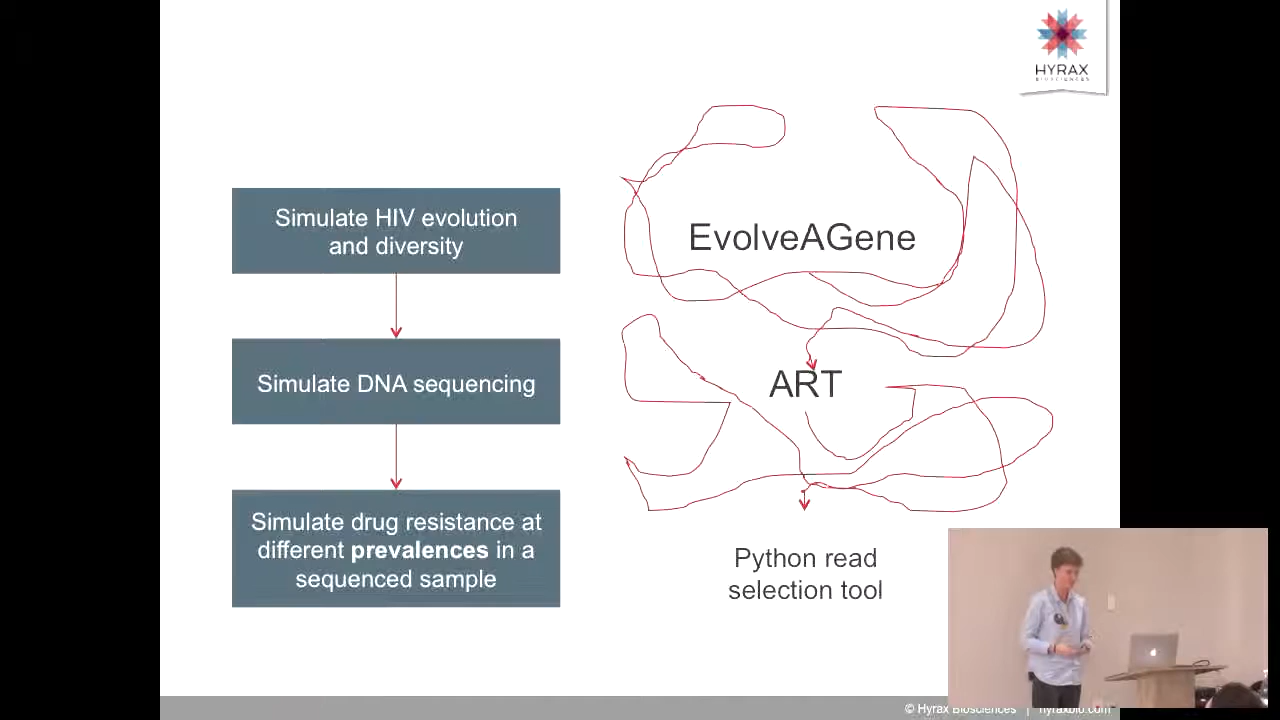 HYRAX
BIOSCIENCES
Simulate HIV evolution
and diversity
EvolveAGene
Simulate DNA sequencing
ART
Simulate drug resistance at
different prevalences in a
sequenced sample
Python read
selection tool
© Hyrax Biosciences | hyraxbio.com